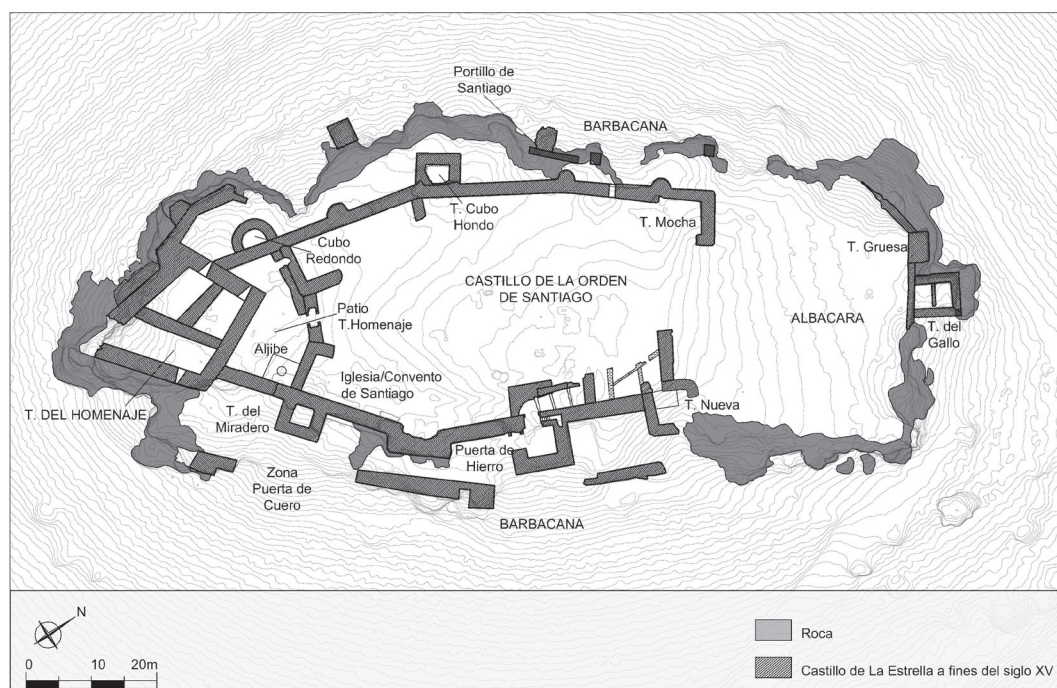 Portillo de
Santiago
BARBACANA
T. Cubo
Hondo
T. Mocha
Cubo
Redondo
T. Gruesa
CASTILLO DE LA ORDEN
DE SANTIAGO
Patio
T.Homenaje
ALBACARA
T. del
Gallo
Aljibe
Iglesia/Convento
de Santiago
T. DEL HOMENAJE
T. del
Miradero
T. Nueva
Puerta de
Hierro
Zona
Puerta de
Cuero
BARBACANA
N
0 10 20m
Roca
Castillo de La Estrella a fines del siglo XV